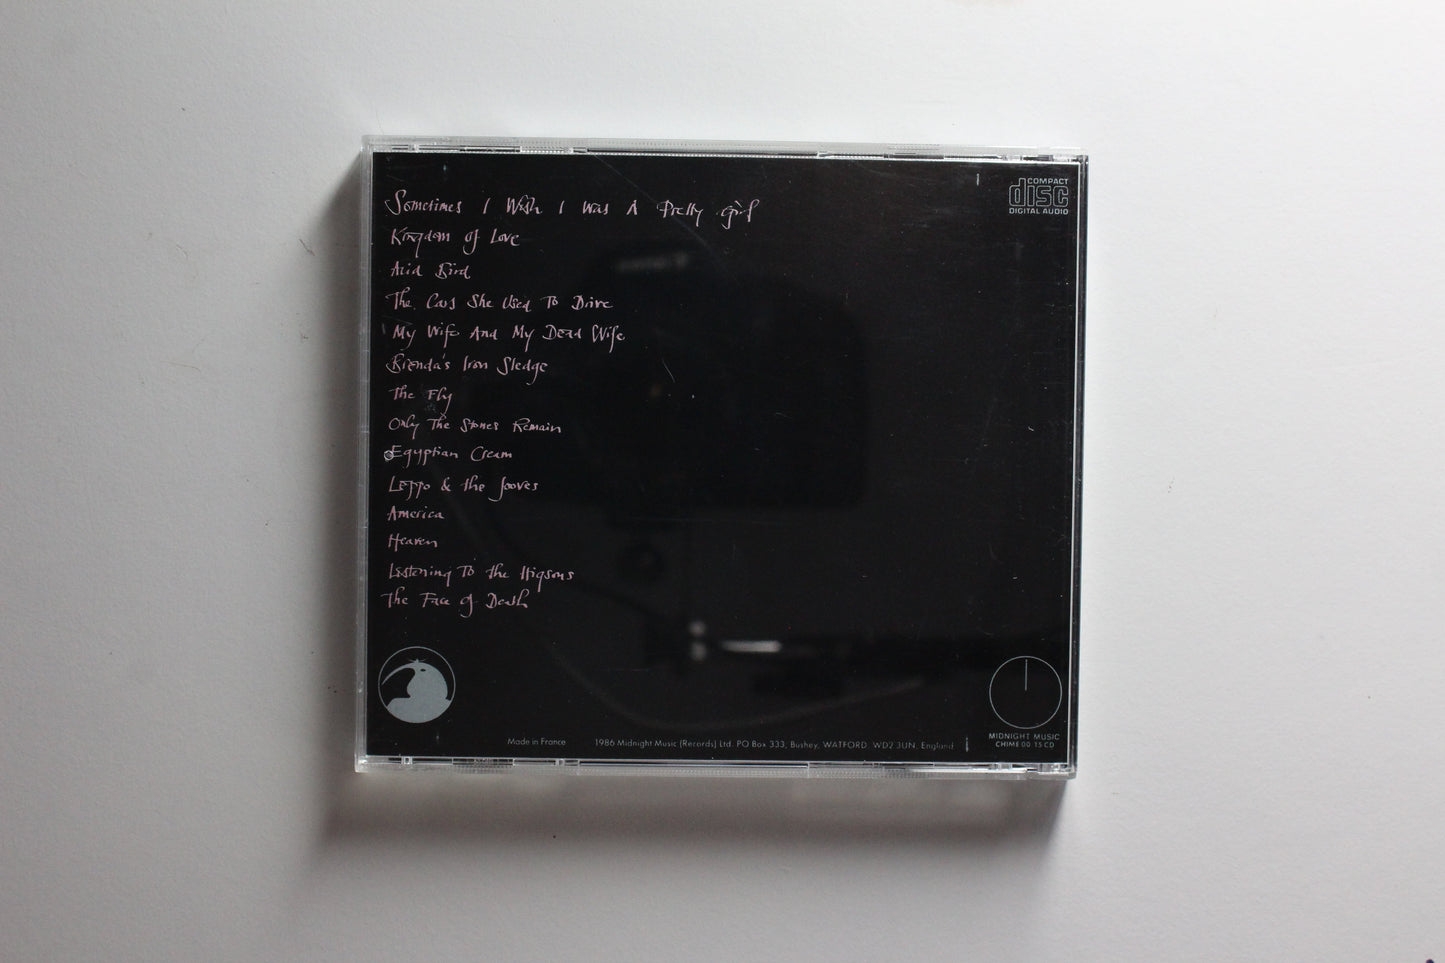 Sometimes I Wish I Was A Pretty Girl
COMPACT
disc
DIGITAL AUDIO
Kingdom of Love
Acid Bird
The Cars She Used To Drive
My Wife And My Dead Wife
Brenda's Iron Sledge
The Fly
Only The Stones Remain
Egyptian Cream
Leppo & the Jooves
America
Heaven
Listening To the Higsons
The Face of Death
MIDNIGHT MUSIC
CHIME 00 15 CD
Made in France
1986 Midnight Music (Records) Ltd. PO Box 333, Bushey, WATFORD. WD2 3UN. England